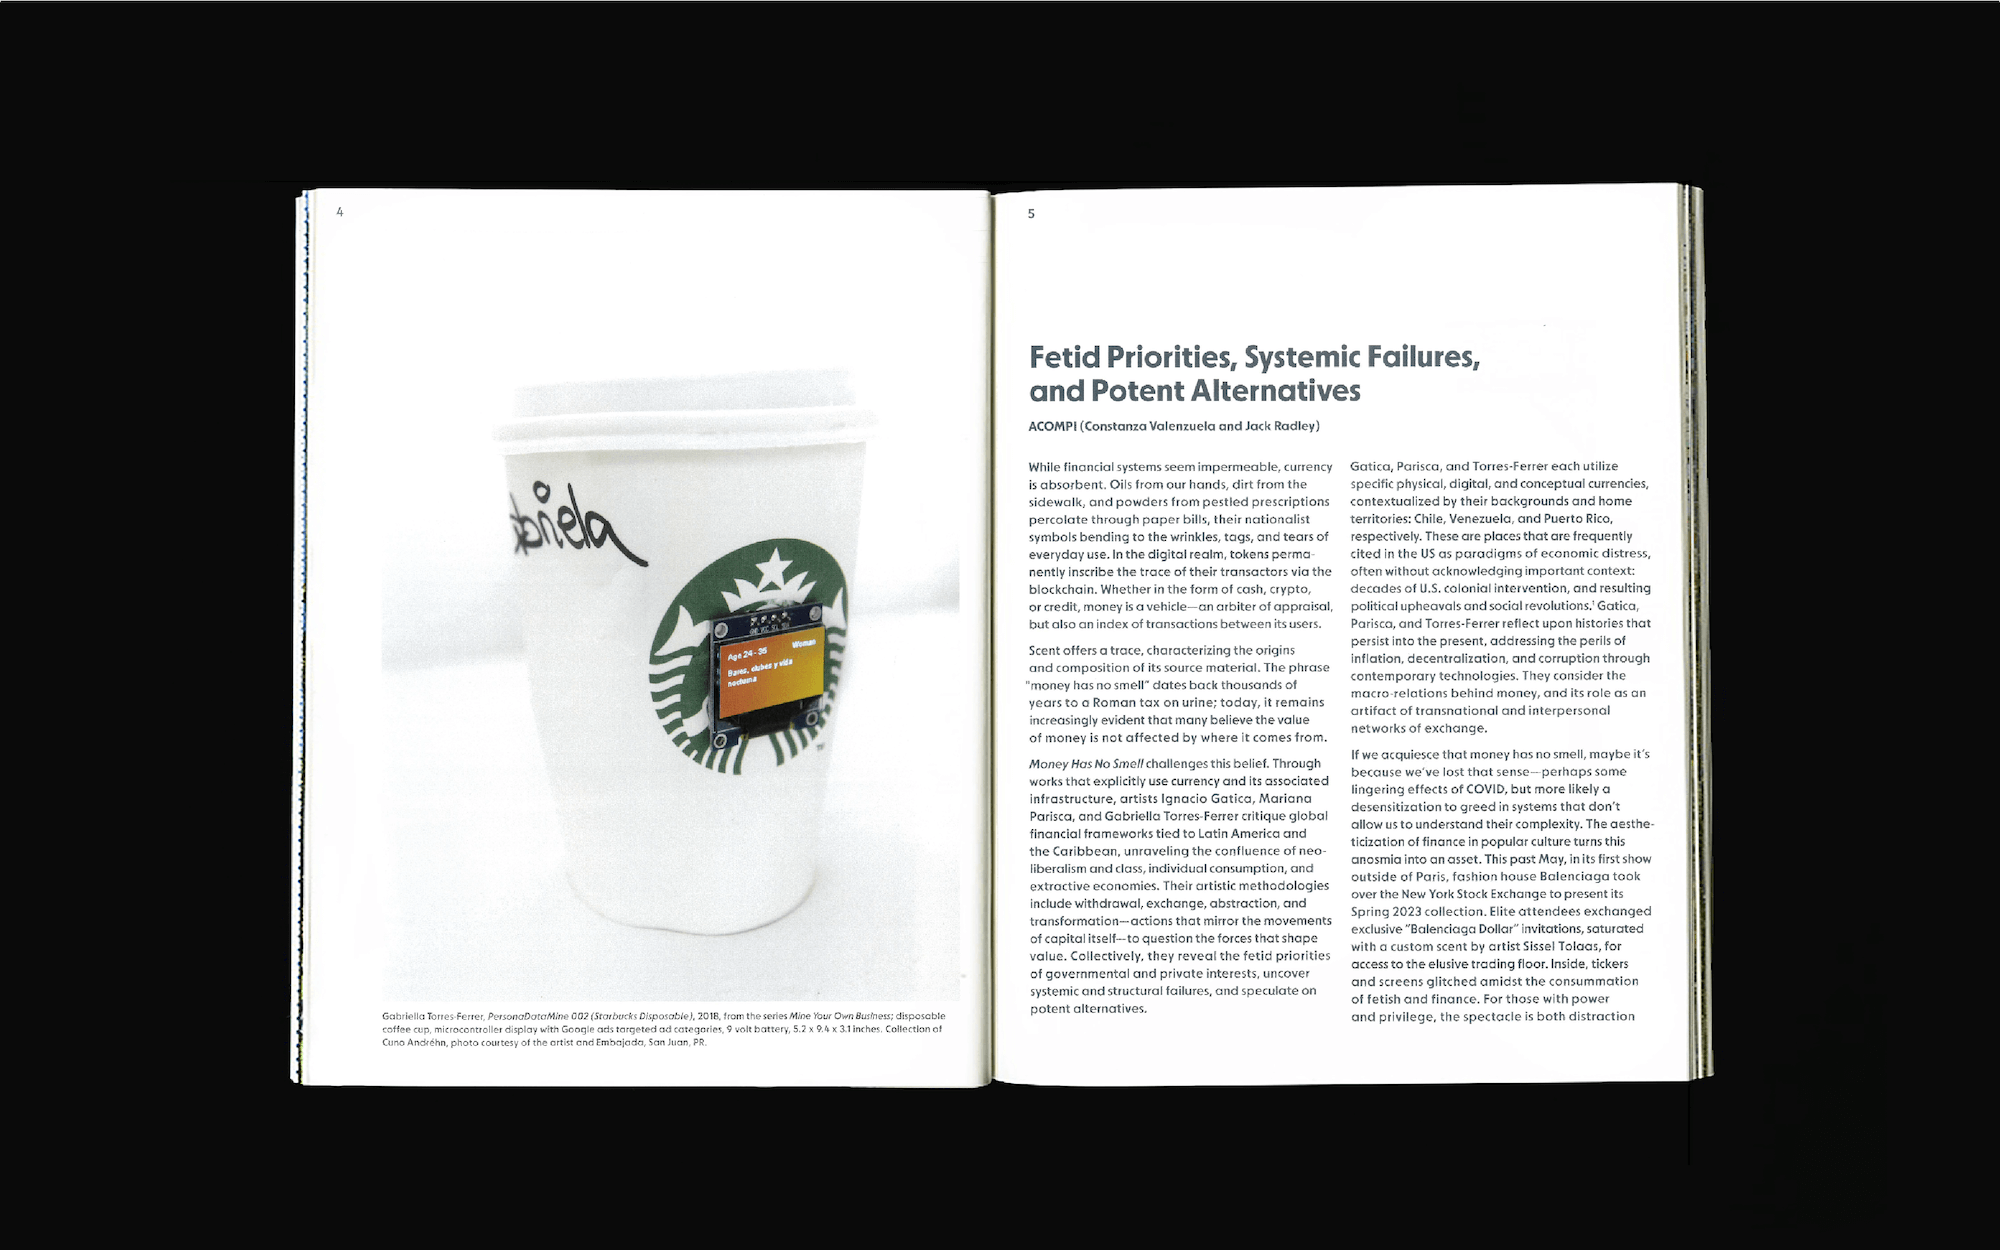 4
briela
GND VCC SCL SDA
Age 24 - 35 Woman
Bares, clubes y vida
nocturna
TM
Gabriella Torres-Ferrer, PersonaDataMine 002 (Starbucks Disposable), 2018, from the series Mine Your Own Business; disposable
coffee cup, microcontroller display with Google ads targeted ad categories, 9 volt battery, 5.2 x 9.4 x 3.1 inches. Collection of
Cuno Andréhn, photo courtesy of the artist and Embajada, San Juan, PR.
5
Fetid Priorities, Systemic Failures,
and Potent Alternatives
ACOMPI (Constanza Valenzuela and Jack Radley)
While financial systems seem impermeable, currency
is absorbent. Oils from our hands, dirt from the
sidewalk, and powders from pestled prescriptions
percolate through paper bills, their nationalist
symbols bending to the wrinkles, tags, and tears of
everyday use. In the digital realm, tokens perma-
nently inscribe the trace of their transactors via the
blockchain. Whether in the form of cash, crypto,
or credit, money is a vehicle—an arbiter of appraisal,
but also an index of transactions between its users.
Scent offers a trace, characterizing the origins
and composition of its source material. The phrase
"money has no smell" dates back thousands of
years to a Roman tax on urine; today, it remains
increasingly evident that many believe the value
of money is not affected by where it comes from.
Money Has No Smell challenges this belief. Through
works that explicitly use currency and its associated
infrastructure, artists Ignacio Gatica, Mariana
Parisca, and Gabriella Torres-Ferrer critique global
financial frameworks tied to Latin America and
the Caribbean, unraveling the confluence of neo-
liberalism and class, individual consumption, and
extractive economies. Their artistic methodologies
include withdrawal, exchange, abstraction, and
transformation—actions that mirror the movements
of capital itself—to question the forces that shape
value. Collectively, they reveal the fetid priorities
of governmental and private interests, uncover
systemic and structural failures, and speculate on
potent alternatives.
Gatica, Parisca, and Torres-Ferrer each utilize
specific physical, digital, and conceptual currencies,
contextualized by their backgrounds and home
territories: Chile, Venezuela, and Puerto Rico,
respectively. These are places that are frequently
cited in the US as paradigms of economic distress,
often without acknowledging important context:
decades of U.S. colonial intervention, and resulting
political upheavals and social revolutions.¹ Gatica,
Parisca, and Torres-Ferrer reflect upon histories that
persist into the present, addressing the perils of
inflation, decentralization, and corruption through
contemporary technologies. They consider the
macro-relations behind money, and its role as an
artifact of transnational and interpersonal
networks of exchange.
If we acquiesce that money has no smell, maybe it's
because we've lost that sense—perhaps some
lingering effects of COVID, but more likely a
desensitization to greed in systems that don't
allow us to understand their complexity. The aesthe-
ticization of finance in popular culture turns this
anosmia into an asset. This past May, in its first show
outside of Paris, fashion house Balenciaga took
over the New York Stock Exchange to present its
Spring 2023 collection. Elite attendees exchanged
exclusive "Balenciaga Dollar" invitations, saturated
with a custom scent by artist Sissel Tolaas, for
access to the elusive trading floor. Inside, tickers
and screens glitched amidst the consummation
of fetish and finance. For those with power
and privilege, the spectacle is both distraction